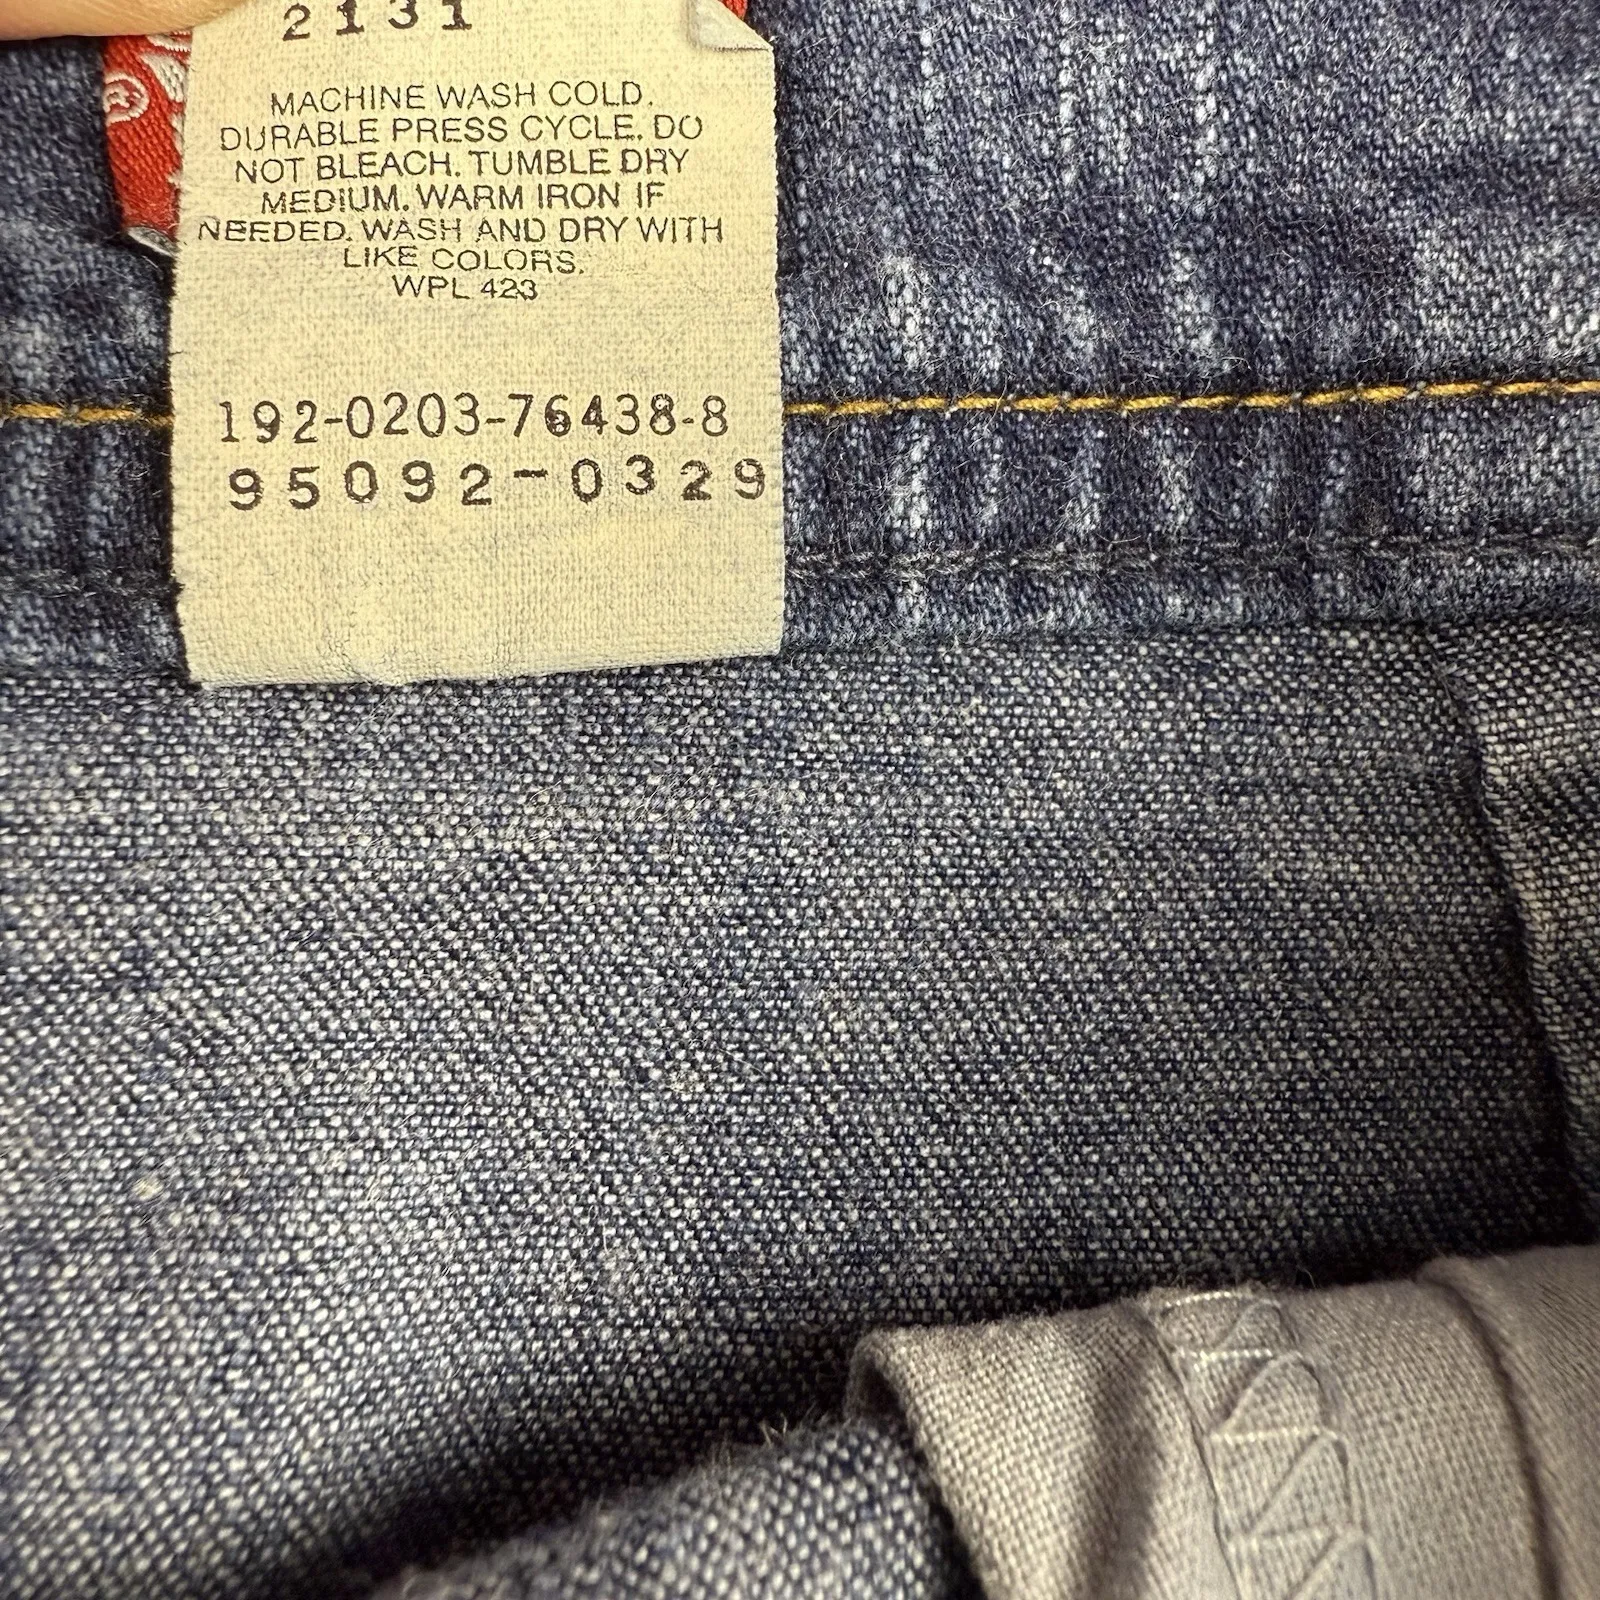 2131
MACHINE WASH COLD.
DURABLE PRESS CYCLE. DO
NOT BLEACH. TUMBLE DRY
MEDIUM. WARM IRON IF
NEEDED. WASH AND DRY WITH
LIKE COLORS.
WPL 423
192-0203-76438-8
95092-0329